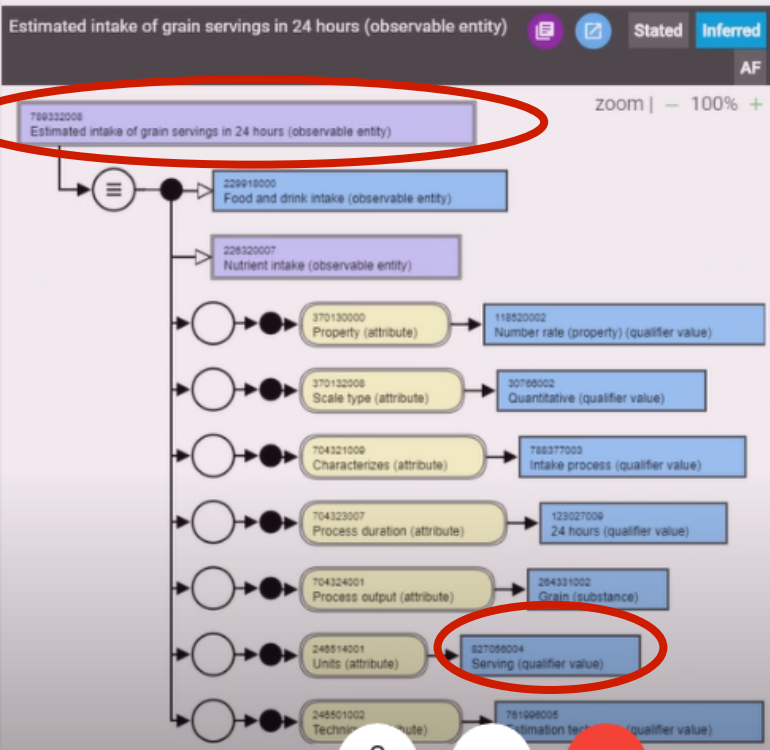 Estimated intake of grain servings in 24 hours (observable entity)
Stated
Inferred
AF
zoom | − 100% +
789332008
Estimated intake of grain servings in 24 hours (observable entity)
229918000
Food and drink intake (observable entity)
226320007
Nutrient intake (observable entity)
370130000
Property (attribute)
118520002
Number rate (property) (qualifier value)
370132008
Scale type (attribute)
30766002
Quantitative (qualifier value)
704321009
Characterizes (attribute)
788377003
Intake process (qualifier value)
704323007
Process duration (attribute)
123027009
24 hours (qualifier value)
704324001
Process output (attribute)
264331002
Grain (substance)
246514001
Units (attribute)
827056004
Serving (qualifier value)
246501002
761996005
(qualifier value)